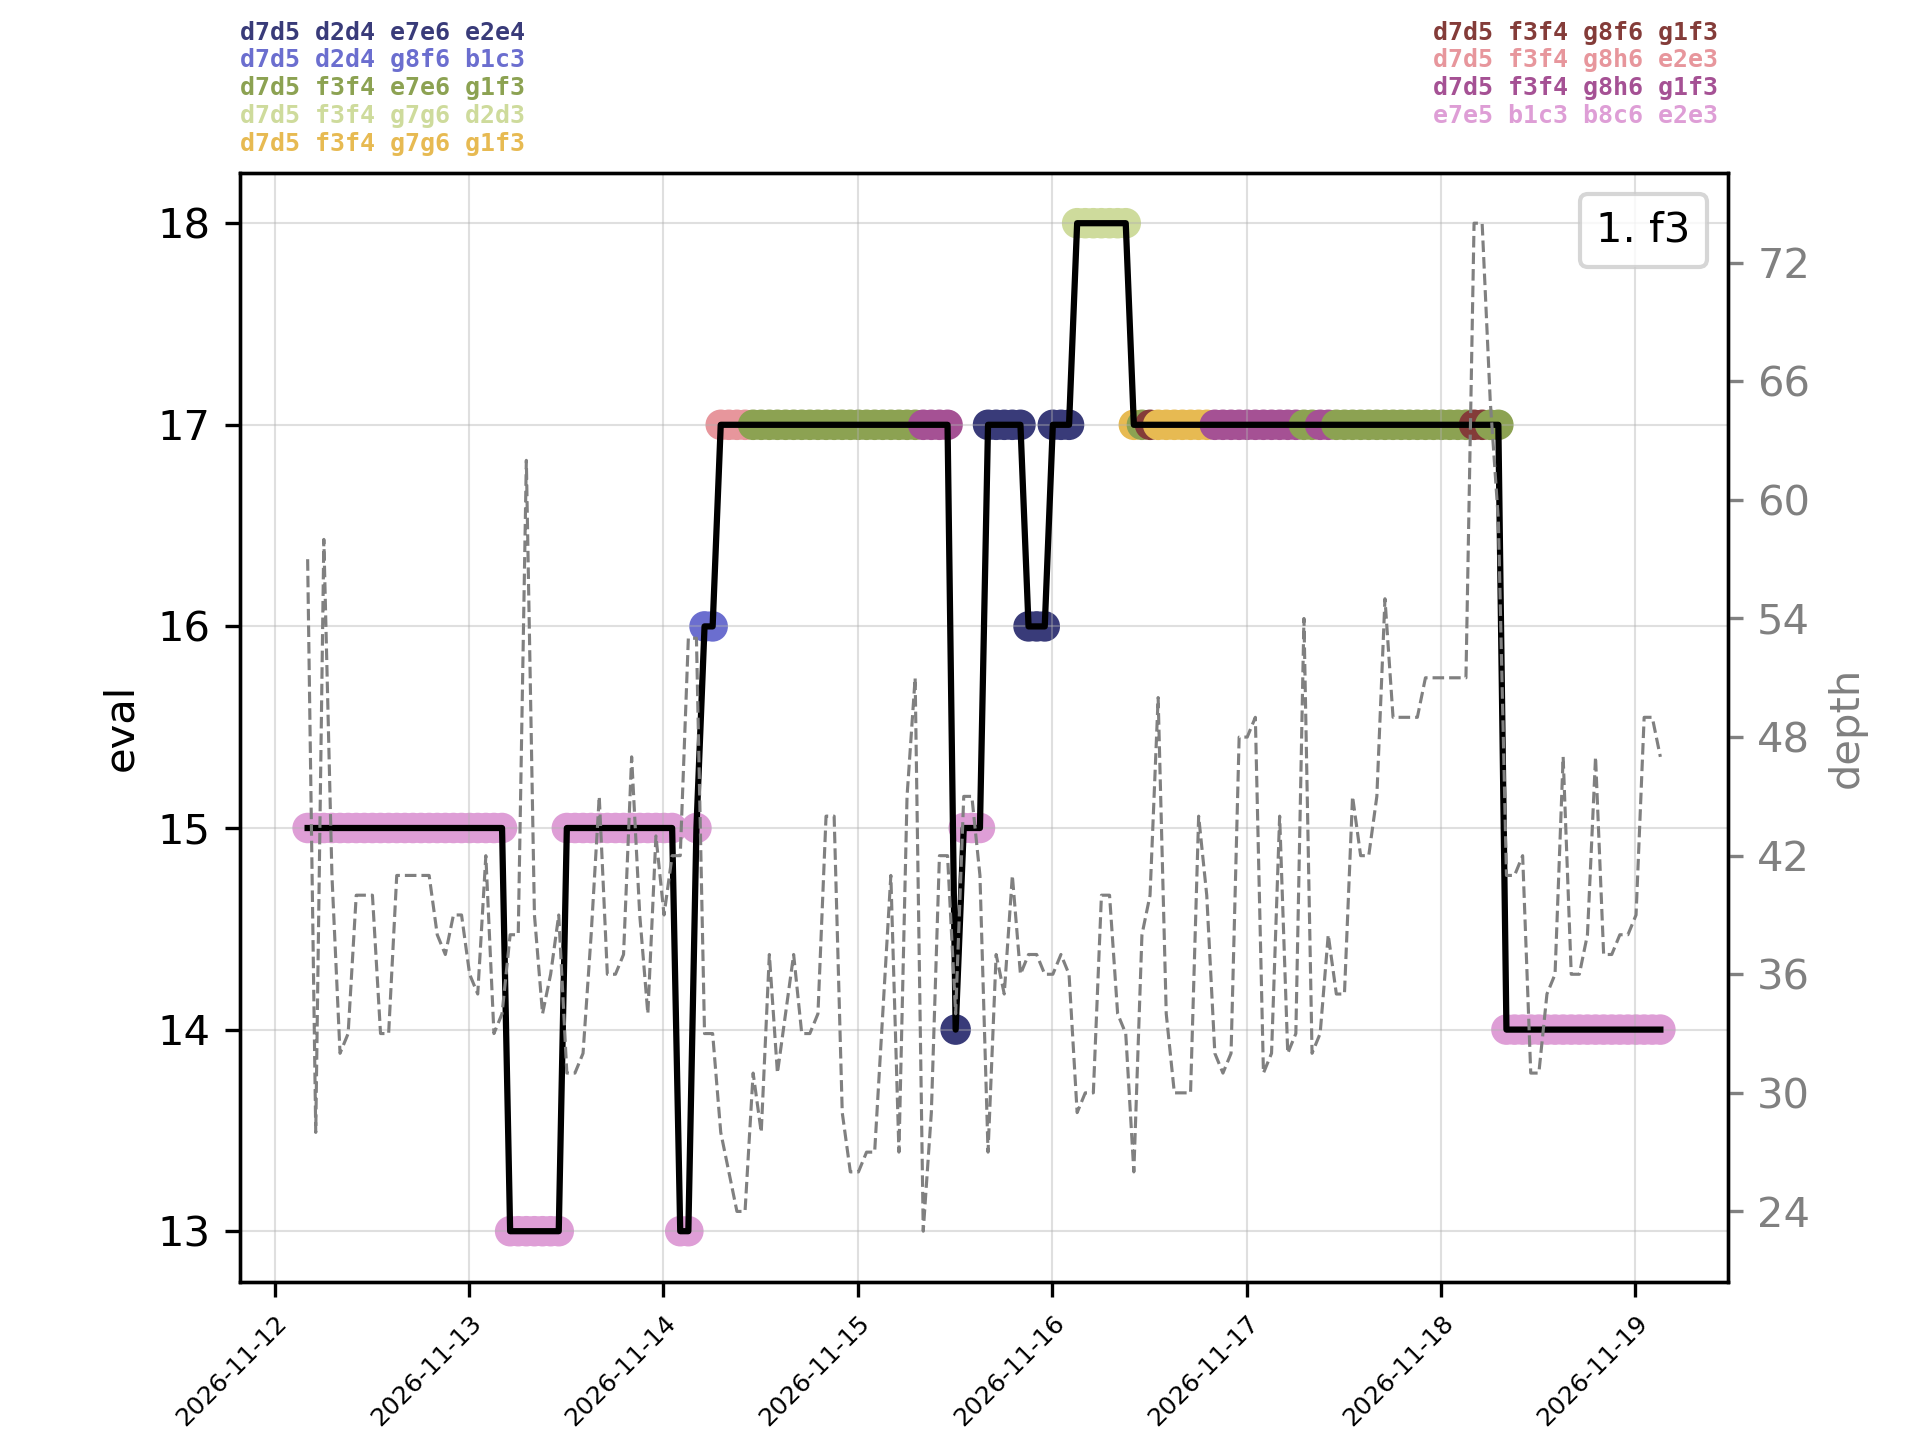 d7d5 d2d4 e7e6 e2e4
d7d5 d2d4 g8f6 b1c3
d7d5 f3f4 e7e6 g1f3
d7d5 f3f4 g7g6 d2d3
d7d5 f3f4 g7g6 g1f3
d7d5 f3f4 g8f6 g1f3
d7d5 f3f4 g8h6 e2e3
d7d5 f3f4 g8h6 g1f3
e7e5 b1c3 b8c6 e2e3
1. f3
eval
18
17
16
15
14
13
depth
72
66
60
54
48
42
36
30
24
2026-11-12
2026-11-13
2026-11-14
2026-11-15
2026-11-16
2026-11-17
2026-11-18
2026-11-19